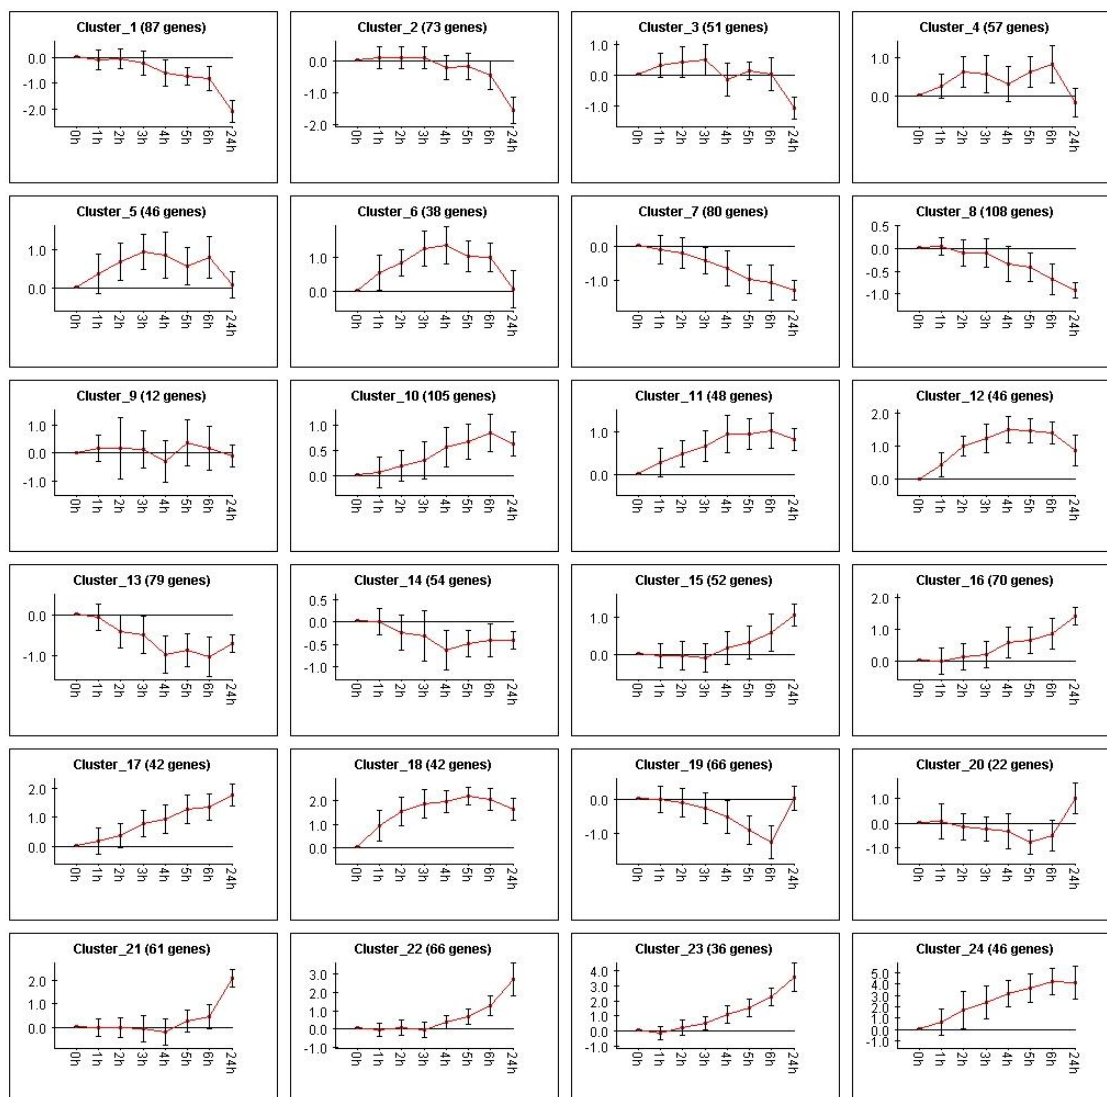 Cluster_1 (87 genes)
0.0
-1.0
-2.0
0h 1h 2h 3h 4h 5h 6h 24h
Cluster_2 (73 genes)
0.0
-1.0
-2.0
0h 1h 2h 3h 4h 5h 6h 24h
Cluster_3 (51 genes)
1.0
0.0
-1.0
0h 1h 2h 3h 4h 5h 6h 24h
Cluster_4 (57 genes)
1.0
0.0
0h 1h 2h 3h 4h 5h 6h 24h
Cluster_5 (46 genes)
1.0
0.0
0h 1h 2h 3h 4h 5h 6h 24h
Cluster_6 (38 genes)
1.0
0.0
0h 1h 2h 3h 4h 5h 6h 24h
Cluster_7 (80 genes)
0.0
-1.0
0h 1h 2h 3h 4h 5h 6h 24h
Cluster_8 (108 genes)
0.5
0.0
-0.5
-1.0
0h 1h 2h 3h 4h 5h 6h 24h
Cluster_9 (12 genes)
1.0
0.0
-1.0
0h 1h 2h 3h 4h 5h 6h 24h
Cluster_10 (105 genes)
1.0
0.5
0.0
0h 1h 2h 3h 4h 5h 6h 24h
Cluster_11 (48 genes)
1.0
0.0
0h 1h 2h 3h 4h 5h 6h 24h
Cluster_12 (46 genes)
2.0
1.0
0.0
0h 1h 2h 3h 4h 5h 6h 24h
Cluster_13 (79 genes)
0.0
-1.0
0h 1h 2h 3h 4h 5h 6h 24h
Cluster_14 (54 genes)
0.5
0.0
-0.5
-1.0
0h 1h 2h 3h 4h 5h 6h 24h
Cluster_15 (52 genes)
1.0
0.0
0h 1h 2h 3h 4h 5h 6h 24h
Cluster_16 (70 genes)
2.0
1.0
0.0
0h 1h 2h 3h 4h 5h 6h 24h
Cluster_17 (42 genes)
2.0
1.0
0.0
0h 1h 2h 3h 4h 5h 6h 24h
Cluster_18 (42 genes)
2.0
1.0
0.0
0h 1h 2h 3h 4h 5h 6h 24h
Cluster_19 (66 genes)
0.0
-1.0
0h 1h 2h 3h 4h 5h 6h 24h
Cluster_20 (22 genes)
1.0
0.0
-1.0
0h 1h 2h 3h 4h 5h 6h 24h
Cluster_21 (61 genes)
2.0
1.0
0.0
0h 1h 2h 3h 4h 5h 6h 24h
Cluster_22 (66 genes)
3.0
2.0
1.0
0.0
-1.0
0h 1h 2h 3h 4h 5h 6h 24h
Cluster_23 (36 genes)
4.0
3.0
2.0
1.0
0.0
-1.0
0h 1h 2h 3h 4h 5h 6h 24h
Cluster_24 (46 genes)
5.0
4.0
3.0
2.0
1.0
0.0
-1.0
0h 1h 2h 3h 4h 5h 6h 24h